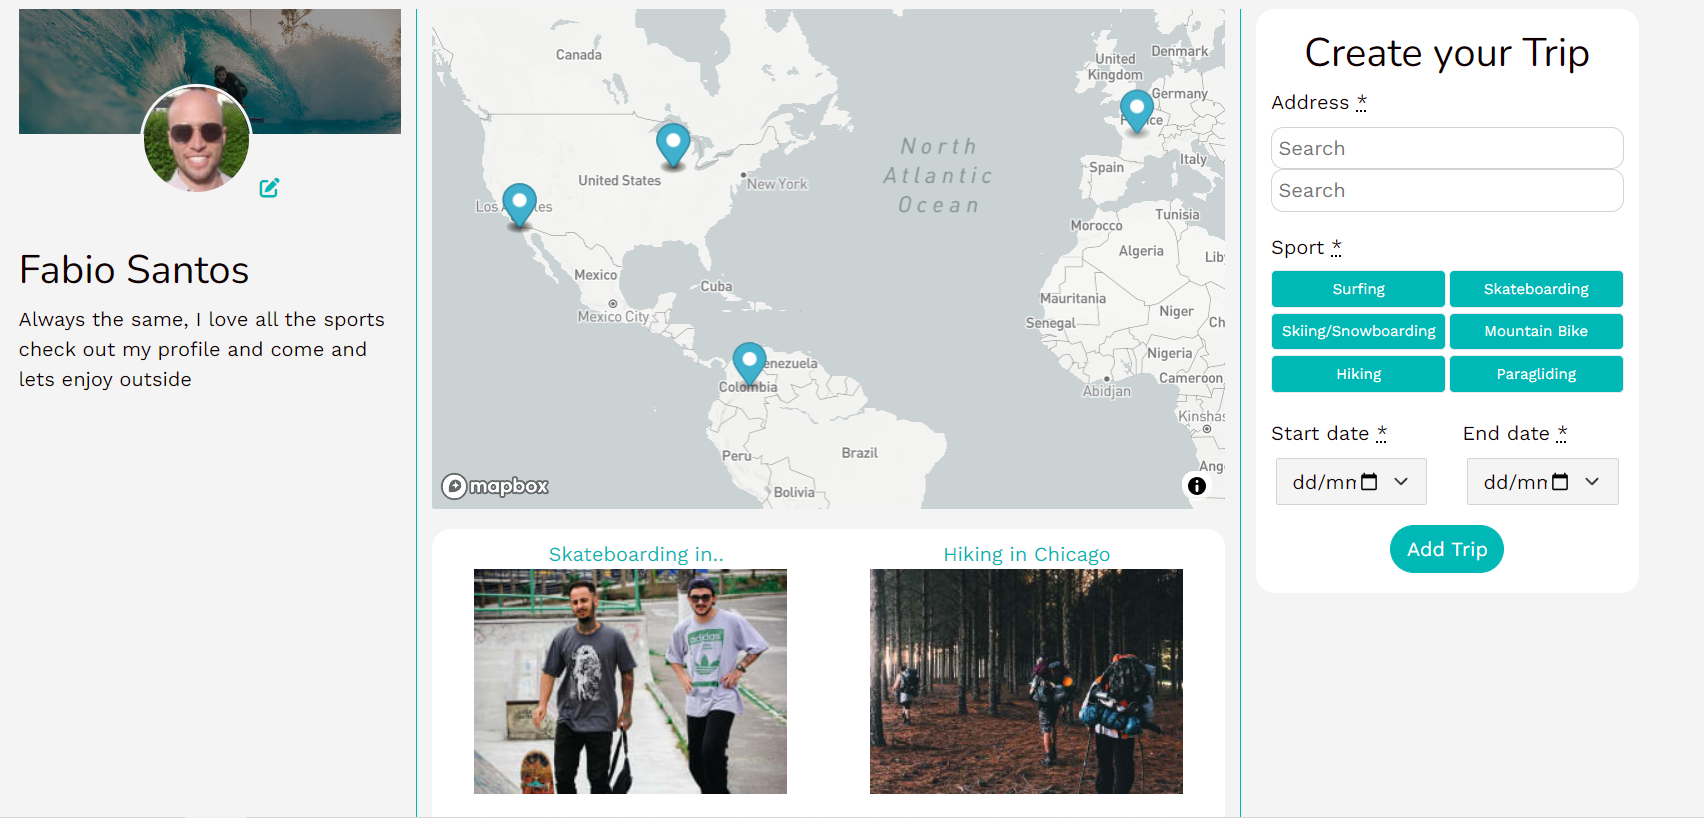 Fabio Santos
Always the same, I love all the sports
check out my profile and come and
lets enjoy outside
Canada
United States
New York
Los
les
Mexico
Mexico City
Cuba
enezuela
Colombia
Peru
Brazil
Bolivia
North
Atlantic
Ocean
United
Kingdom
Denmark
Germany
ce
Spain
Italy
Morocco
Tunisia
Algeria
Lib
Mauritania
Niger
Ch
Senegal
Nigeria
Cameroon
Abidjan
Kinshas
Ang
mapbox
Skateboarding in..
Hiking in Chicago
adidas
Create your Trip
Address *
Search
Search
Sport *
Surfing
Skateboarding
Skiing/Snowboarding
Mountain Bike
Hiking
Paragliding
Start date *
End date *
dd/mm
dd/mm
Add Trip